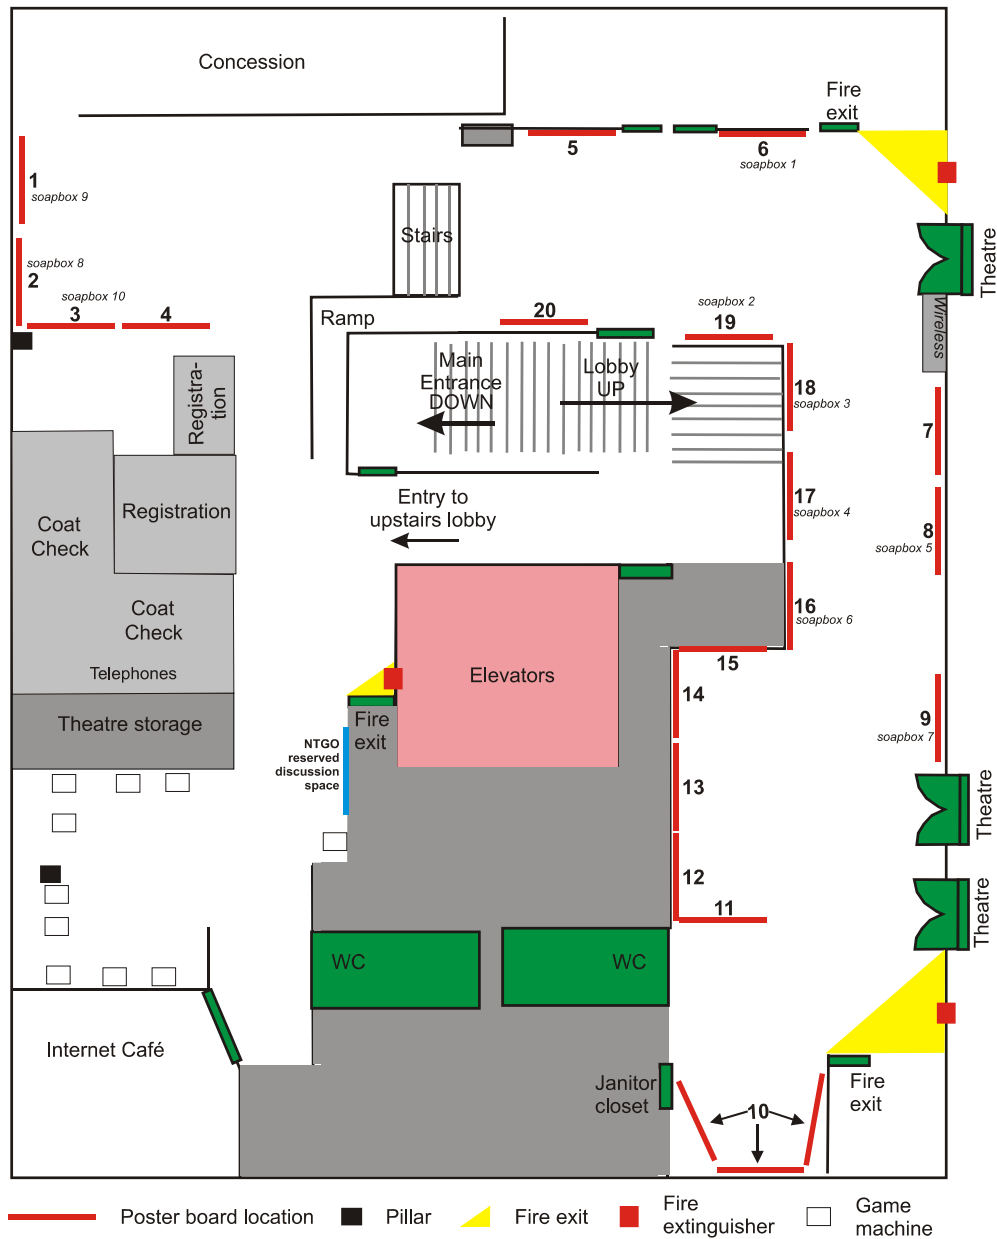 Concession
Fire
exit
5
6
soapbox 1
1
soapbox 9
Stairs
Theatre
soapbox 8
2
soapbox 10
3
4
Ramp
20
soapbox 2
19
Wireless
Main
Entrance
DOWN
Lobby
UP
18
soapbox 3
7
Registra-
tion
Entry to
upstairs lobby
17
soapbox 4
8
soapbox 5
Coat
Check
Registration
Coat
Check
Telephones
16
soapbox 6
Elevators
15
14
Theatre storage
Fire
exit
NTGO
reserved
discussion
space
9
soapbox 7
13
Theatre
12
11
Theatre
WC
WC
Internet Café
Janitor
closet
10
Fire
exit
Poster board location
Pillar
Fire exit
Fire
extinguisher
Game
machine